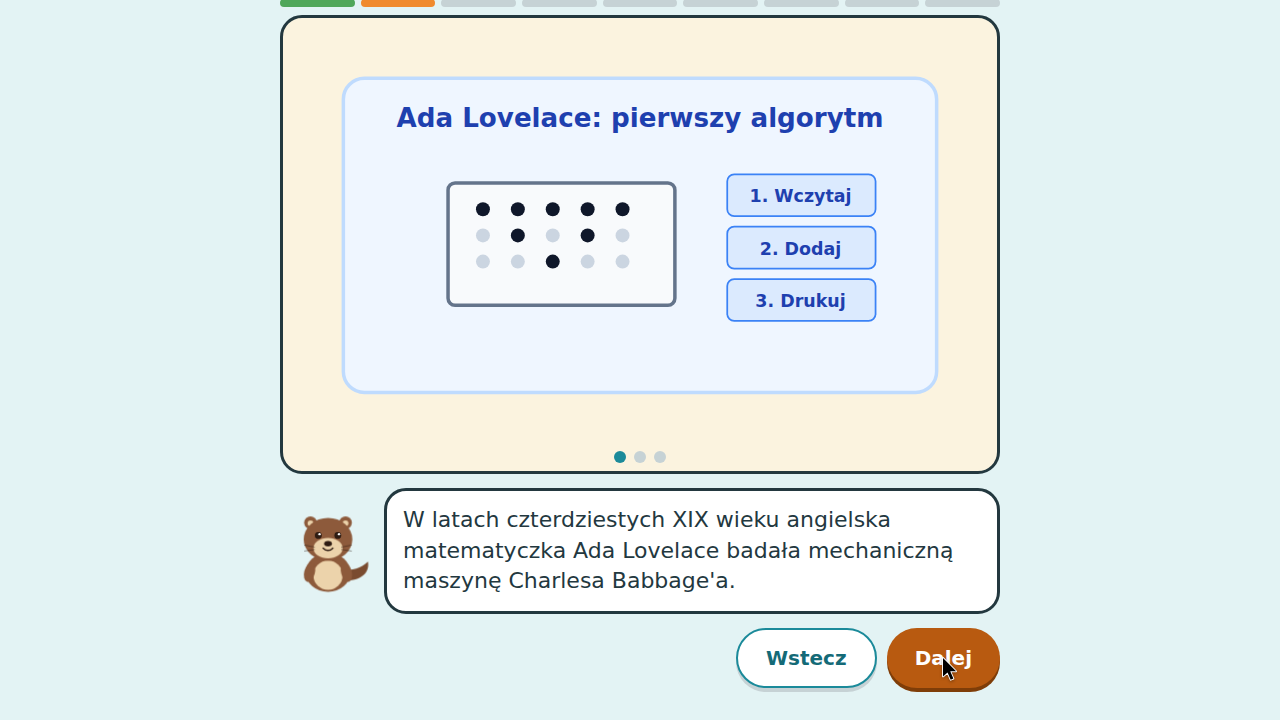 Ada Lovelace: pierwszy algorytm
1. Wczytaj
2. Dodaj
3. Drukuj
W latach czterdziestych XIX wieku angielska
matematyczka Ada Lovelace badała mechaniczną
maszynę Charlesa Babbage'a.
Wstecz
Dalej